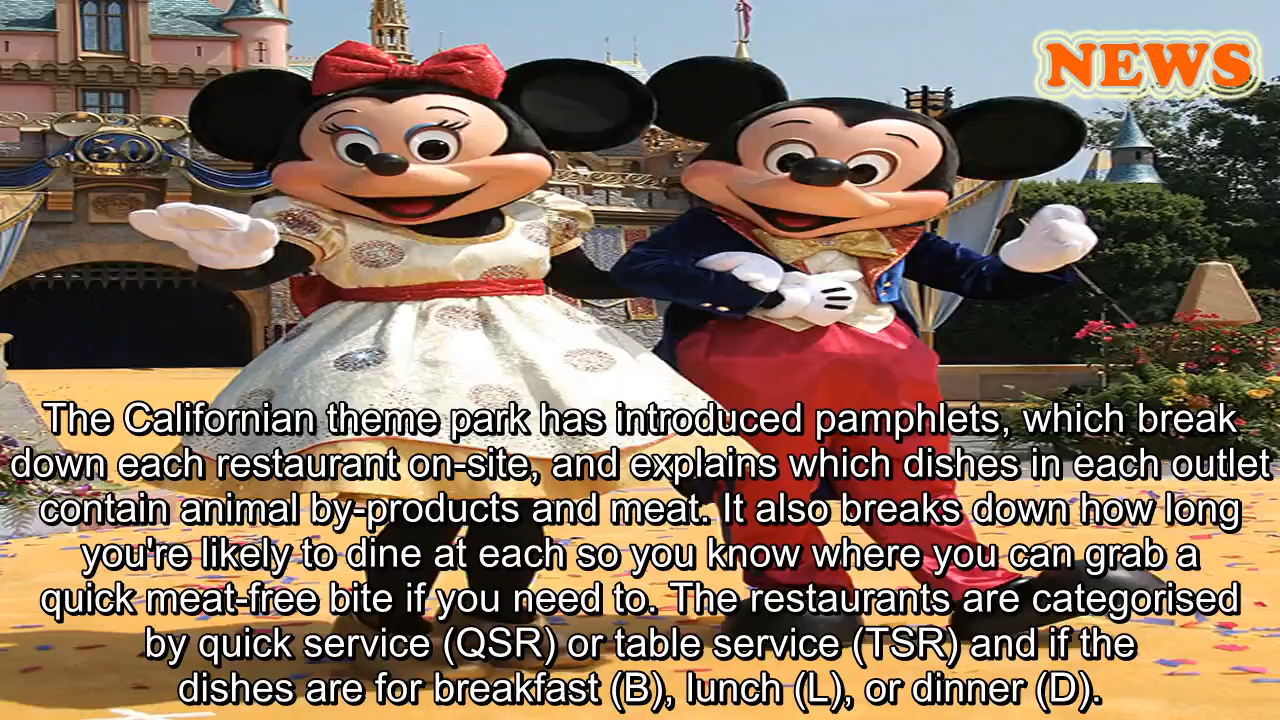 NEWS
50
The Californian theme park has introduced pamphlets, which break
down each restaurant on-site, and explains which dishes in each outlet
contain animal by-products and meat. It also breaks down how long
you're likely to dine at each so you know where you can grab a
quick meat-free bite if you need to. The restaurants are categorised
by quick service (QSR) or table service (TSR) and if the
dishes are for breakfast (B), lunch (L), or dinner (D).